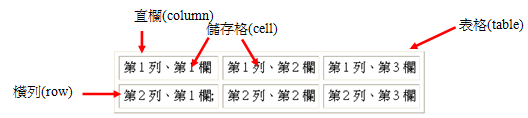 直欄(column)
儲存格(cell)
表格(table)
第1列、第1欄 第1列、第2欄 第1列、第3欄
橫列(row)
第2列、第1欄; 第2列、第2欄 第2列、第3欄